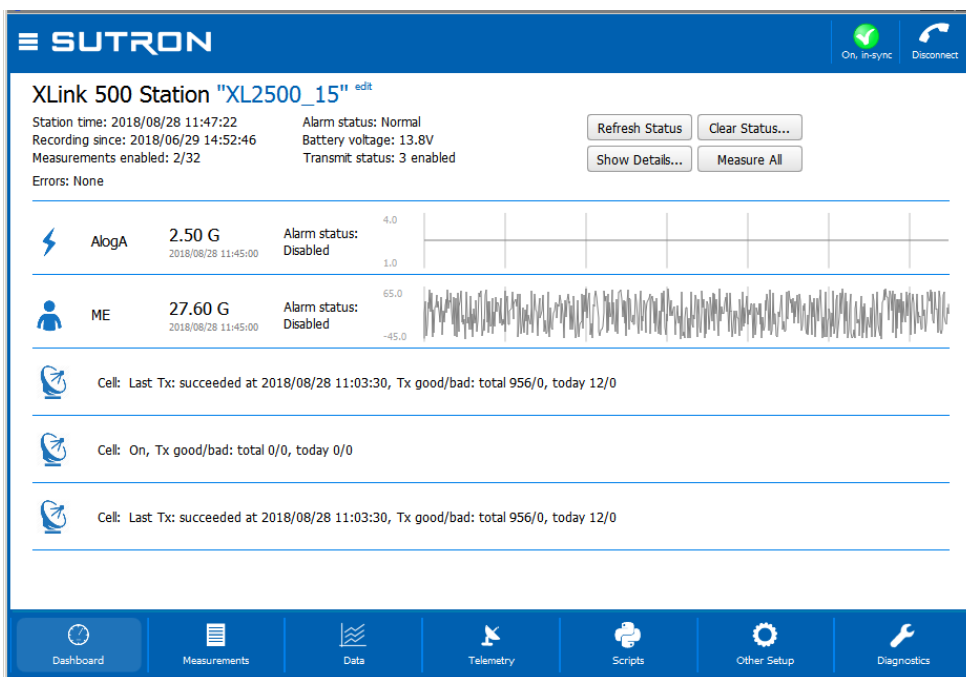 SUTRON
On, in-sync
Disconnect
XLink 500 Station "XL2500_15" edit
Station time: 2018/08/28 11:47:22
Recording since: 2018/06/29 14:52:46
Measurements enabled: 2/32
Errors: None
Alarm status: Normal
Battery voltage: 13.8V
Transmit status: 3 enabled
Refresh Status
Clear Status...
Show Details...
Measure All
AlogA
2.50 G
2018/08/28 11:45:00
Alarm status:
Disabled
4.0
1.0
ME
27.60 G
2018/08/28 11:45:00
Alarm status:
Disabled
65.0
-45.0
Cell: Last Tx: succeeded at 2018/08/28 11:03:30, Tx good/bad: total 956/0, today 12/0
Cell: On, Tx good/bad: total 0/0, today 0/0
Cell: Last Tx: succeeded at 2018/08/28 11:03:30, Tx good/bad: total 956/0, today 12/0
Dashboard
Measurements
Data
Telemetry
Scripts
Other Setup
Diagnostics